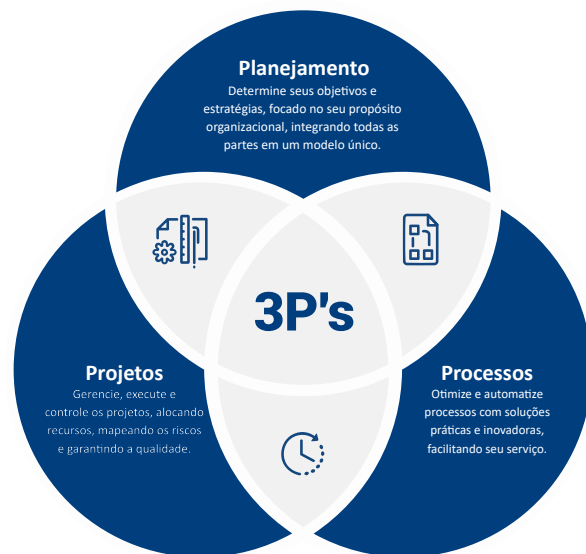 Planejamento
Determine seus objetivos e
estratégias, focado no seu propósito
organizacional, integrando todas as
partes em um modelo único.
3P's
Projetos
Gerencie, execute e
controle os projetos, alocando
recursos, mapeando os riscos
e garantindo a qualidade.
Processos
Otimize e automatize
processos com soluções
práticas e inovadoras,
facilitando seu serviço.